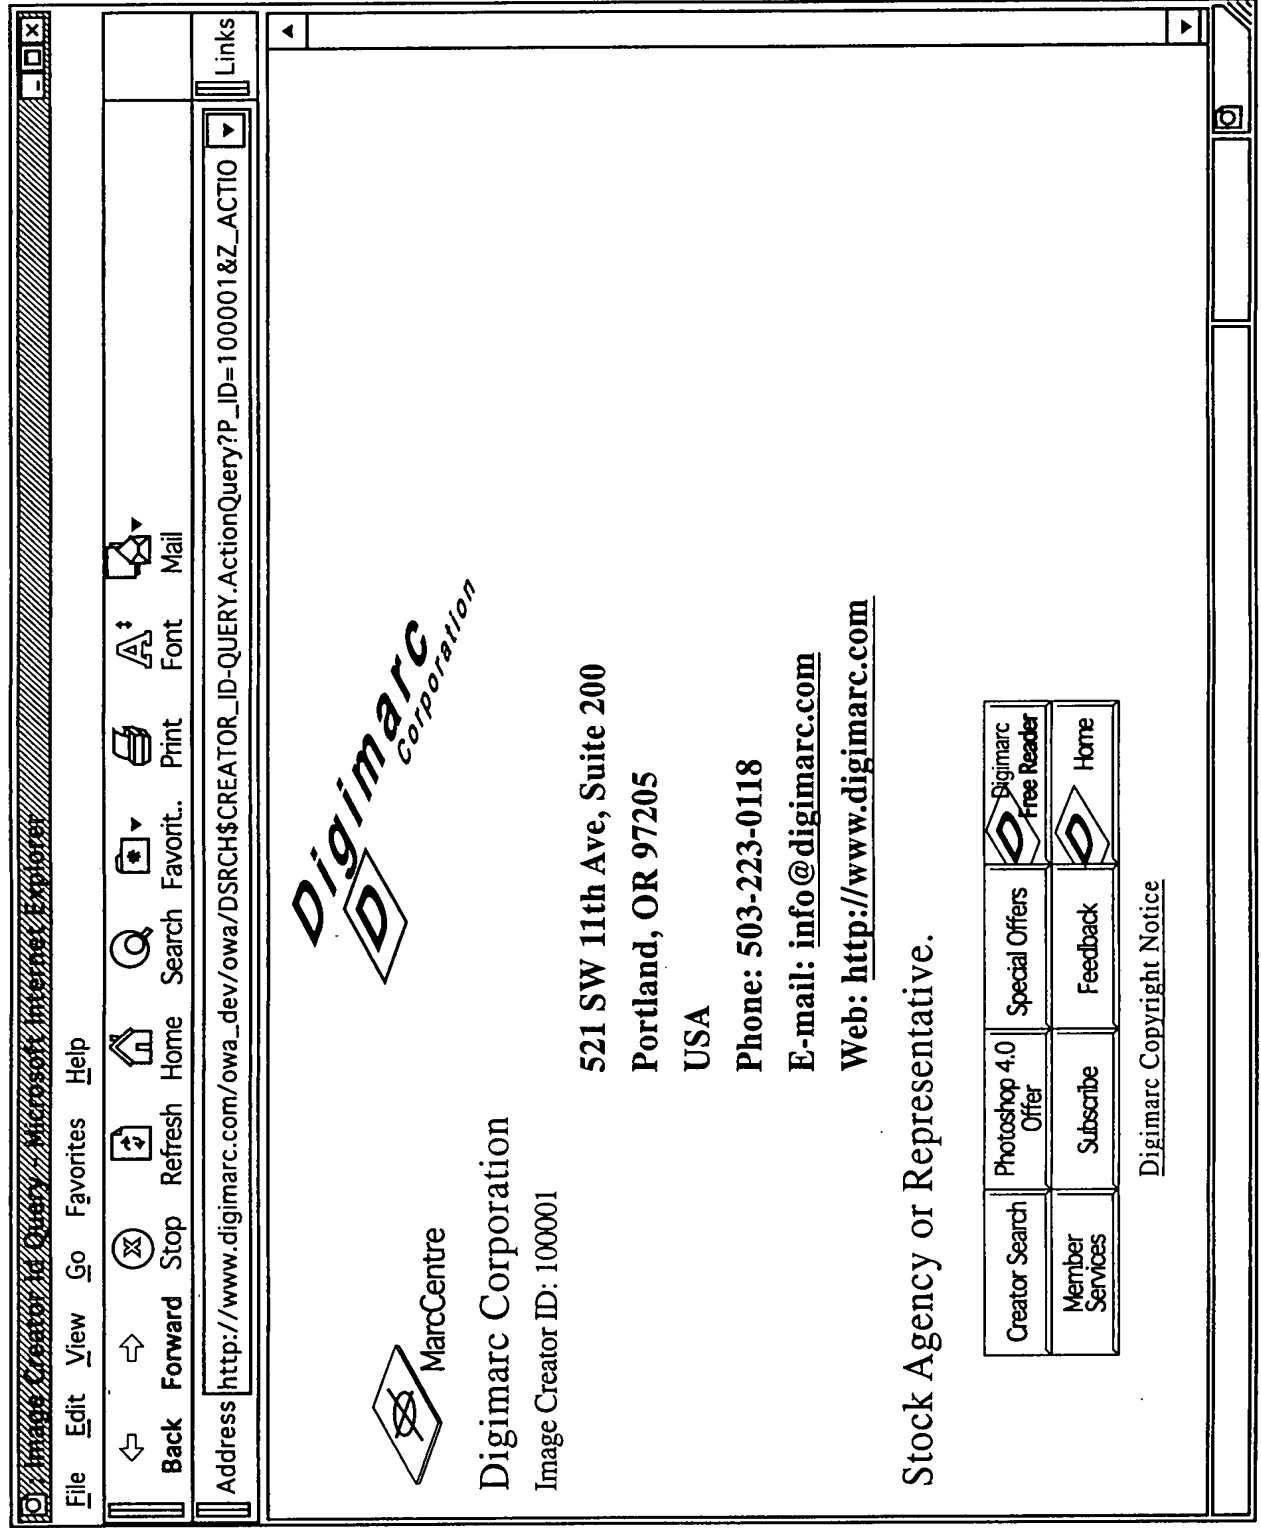 : Image Creator Id Query - Microsoft Internet Explorer
File Edit View Go Favorites Help
Back Forward Stop Refresh Home Search Favorit.. Print Font Mail
Address http://www.digimarc.com/owa_dev/owa/DSRCH$CREATOR_ID-QUERY.ActionQuery?P_ID=100001&Z_ACTIO Links
MarcCentre
D Digimarc
Corporation
Digimarc Corporation
Image Creator ID: 100001
521 SW 11th Ave, Suite 200
Portland, OR 97205
USA
Phone: 503-223-0118
E-mail: info@digimarc.com
Web: http://www.digimarc.com
Stock Agency or Representative.
Creator Search Photoshop 4.0 Offer Special Offers D Digimarc Free Reader
Member Services Subscribe Feedback D Home
Digimarc Copyright Notice